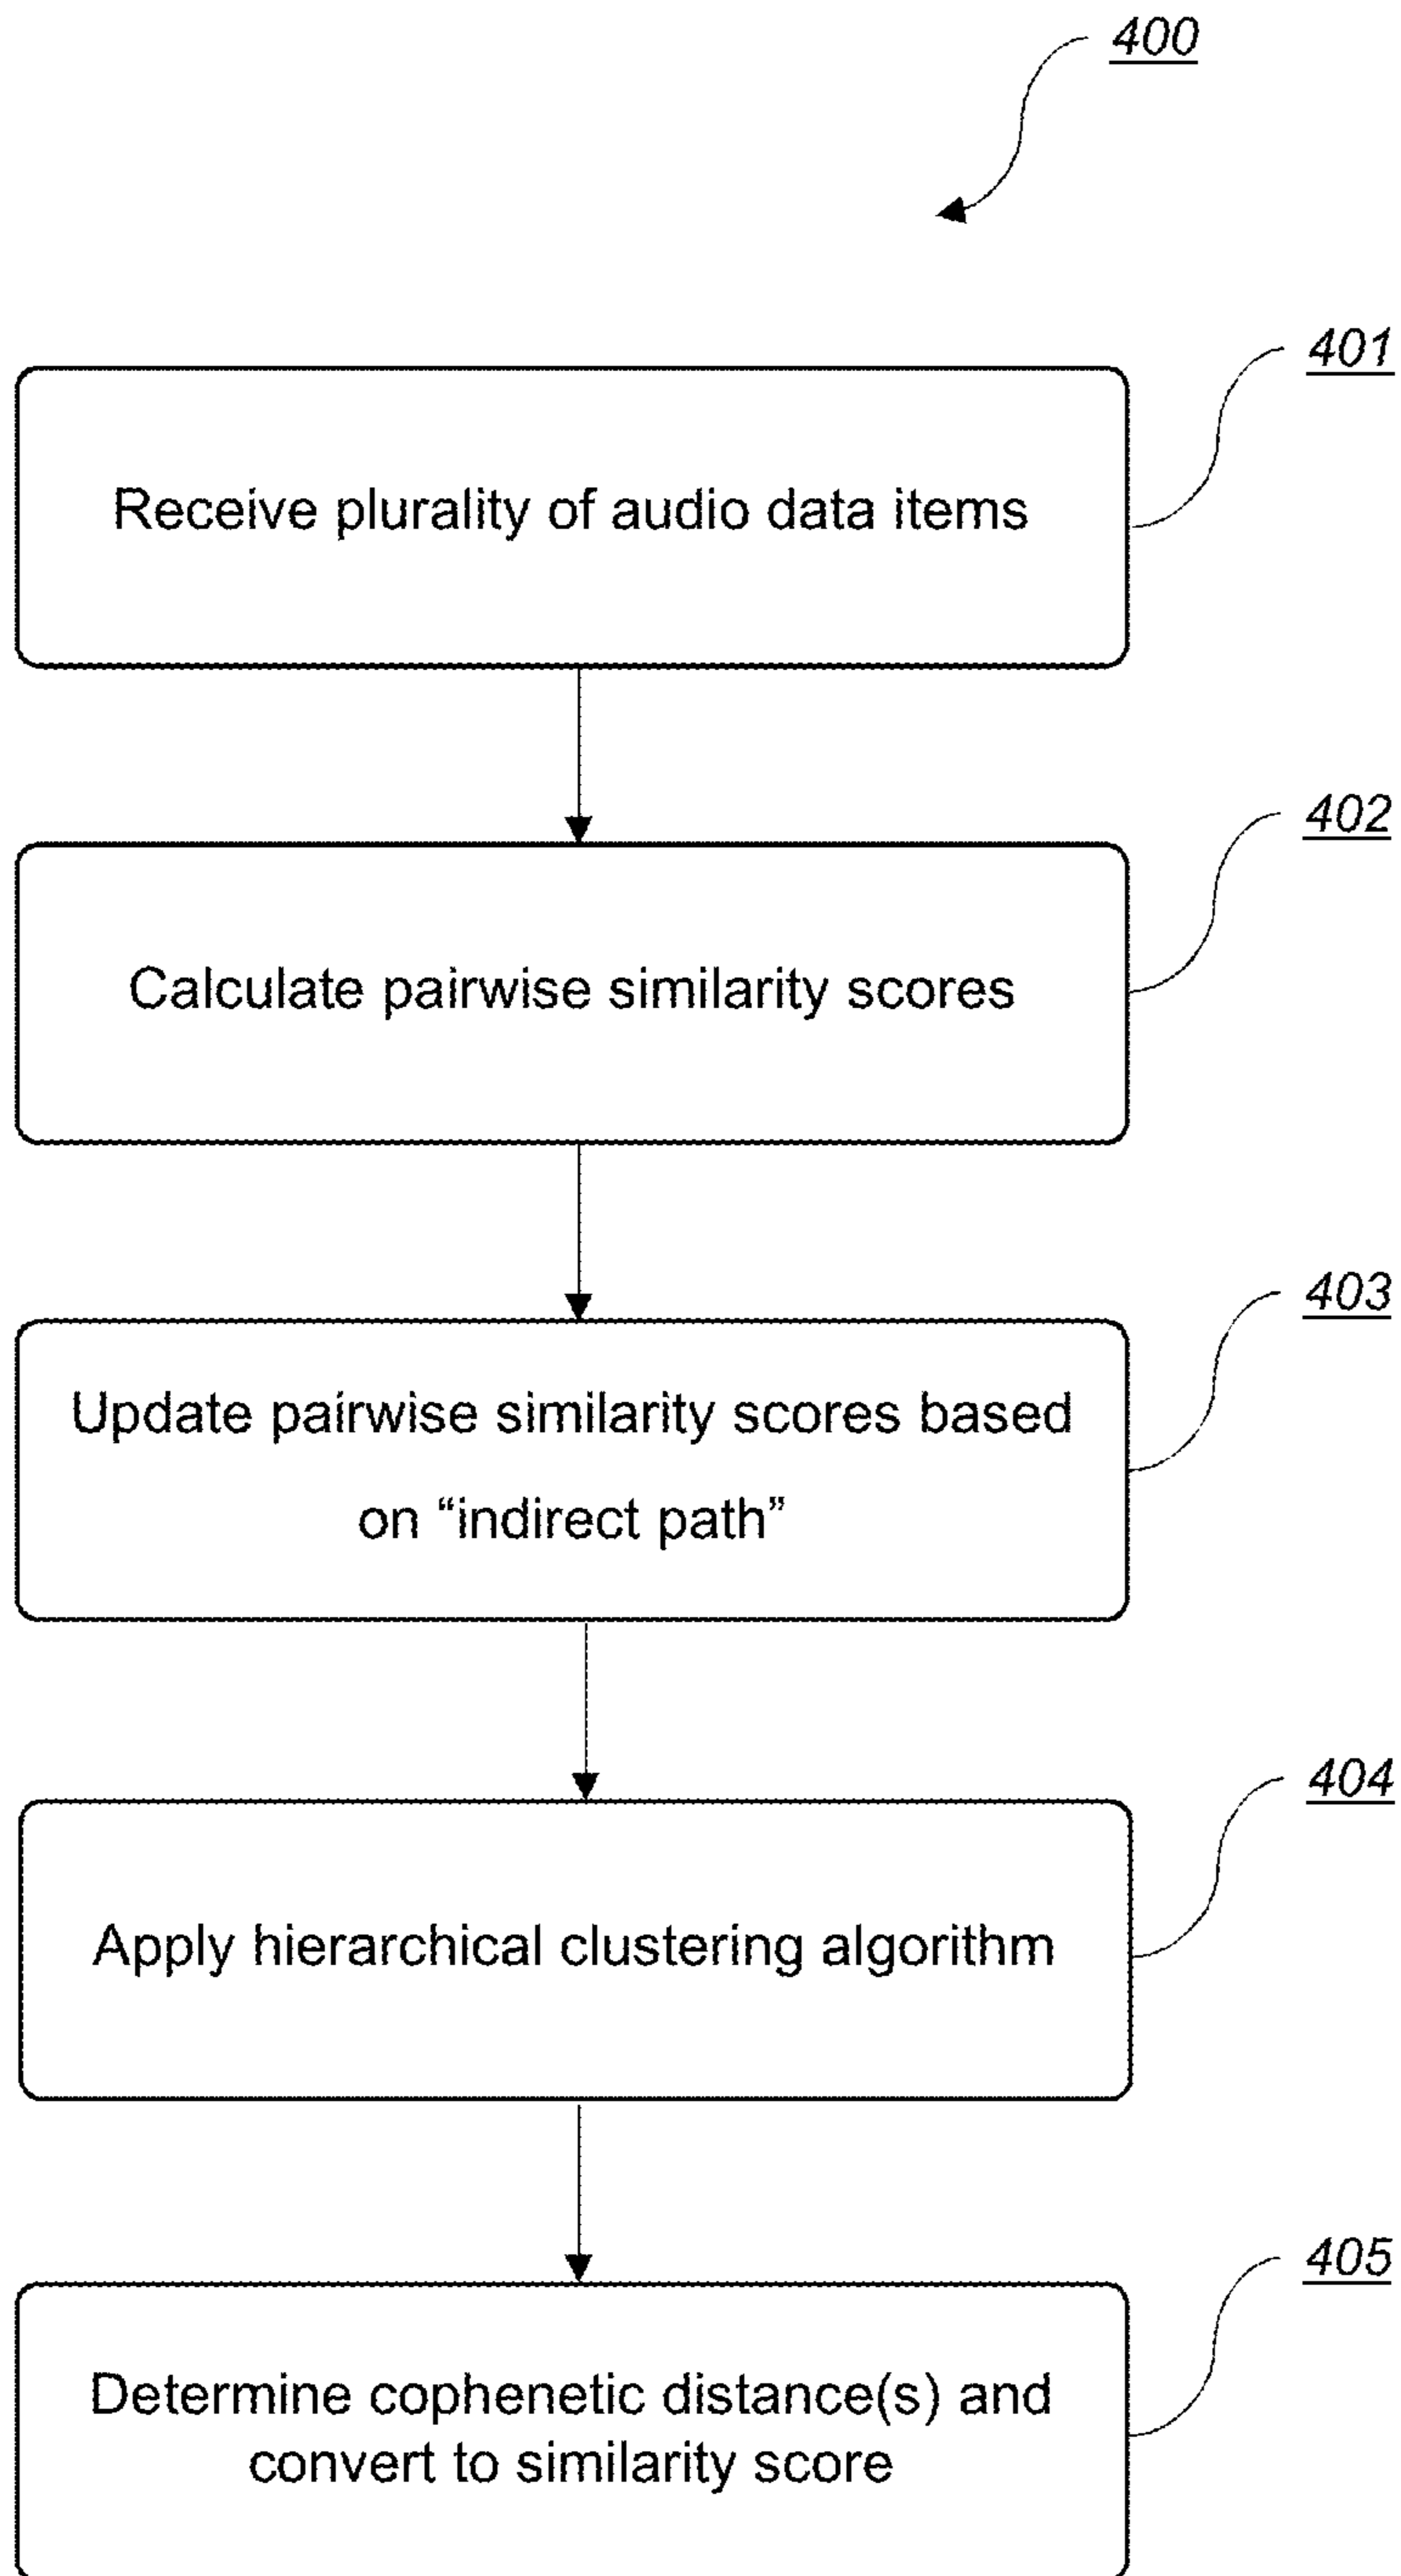 400
401
Receive plurality of audio data items
402
Calculate pairwise similarity scores
403
Update pairwise similarity scores based
on “indirect path”
404
Apply hierarchical clustering algorithm
405
Determine cophenetic distance(s) and
convert to similarity score